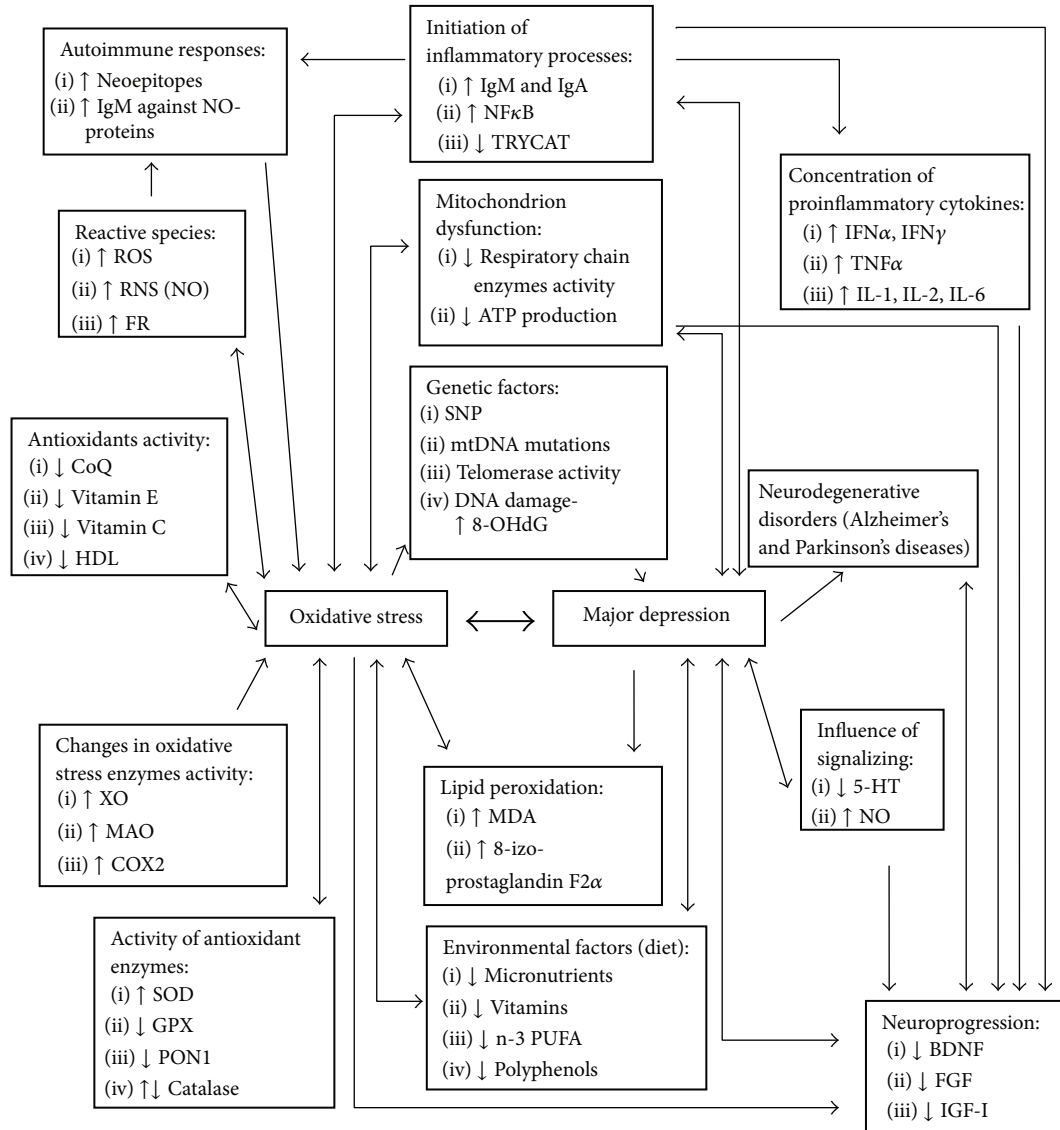 Autoimmune responses:
(i) ↑ Neoepitopes
(ii) ↑ IgM against NO-
proteins
Initiation of
inflammatory processes:
(i) ↑ IgM and IgA
(ii) ↑ NFκB
(iii) ↓ TRYCAT
Reactive species:
(i) ↑ ROS
(ii) ↑ RNS (NO)
(iii) ↑ FR
Mitochondrion
dysfunction:
(i) ↓ Respiratory chain
enzymes activity
(ii) ↓ ATP production
Concentration of
proinflammatory cytokines:
(i) ↑ IFNα, IFNγ
(ii) ↑ TNFα
(iii) ↑ IL-1, IL-2, IL-6
Antioxidants activity:
(i) ↓ CoQ
(ii) ↓ Vitamin E
(iii) ↓ Vitamin C
(iv) ↓ HDL
Genetic factors:
(i) SNP
(ii) mtDNA mutations
(iii) Telomerase activity
(iv) DNA damage-
↑ 8-OHdG
Neurodegenerative
disorders (Alzheimer's
and Parkinson's diseases)
Oxidative stress
Major depression
Changes in oxidative
stress enzymes activity:
(i) ↑ XO
(ii) ↑ MAO
(iii) ↑ COX2
Lipid peroxidation:
(i) ↑ MDA
(ii) ↑ 8-izo-
prostaglandin F2α
Influence of
signalizing:
(i) ↓ 5-HT
(ii) ↑ NO
Activity of antioxidant
enzymes:
(i) ↑ SOD
(ii) ↓ GPX
(iii) ↓ PON1
(iv) ↑↓ Catalase
Environmental factors (diet):
(i) ↓ Micronutrients
(ii) ↓ Vitamins
(iii) ↓ n-3 PUFA
(iv) ↓ Polyphenols
Neuroprogression:
(i) ↓ BDNF
(ii) ↓ FGF
(iii) ↓ IGF-I